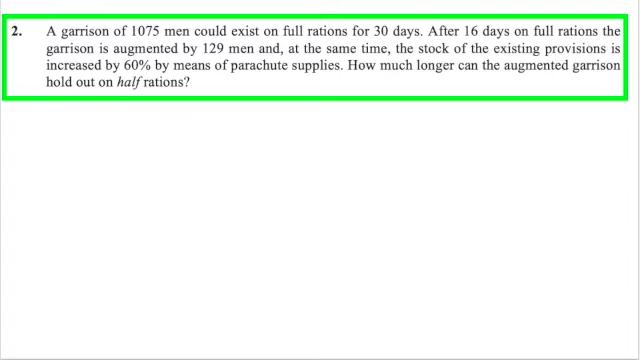 2. A garrison of 1075 men could exist on full rations for 30 days. After 16 days on full rations the
garrison is augmented by 129 men and, at the same time, the stock of the existing provisions is
increased by 60% by means of parachute supplies. How much longer can the augmented garrison
hold out on half rations?